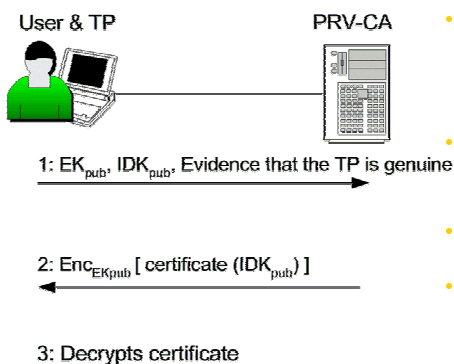 User & TP
PRV-CA
1: EKpub, IDKpub, Evidence that the TP is genuine
2: EncEKpub [ certificate (IDKpub) ]
3: Decrypts certificate